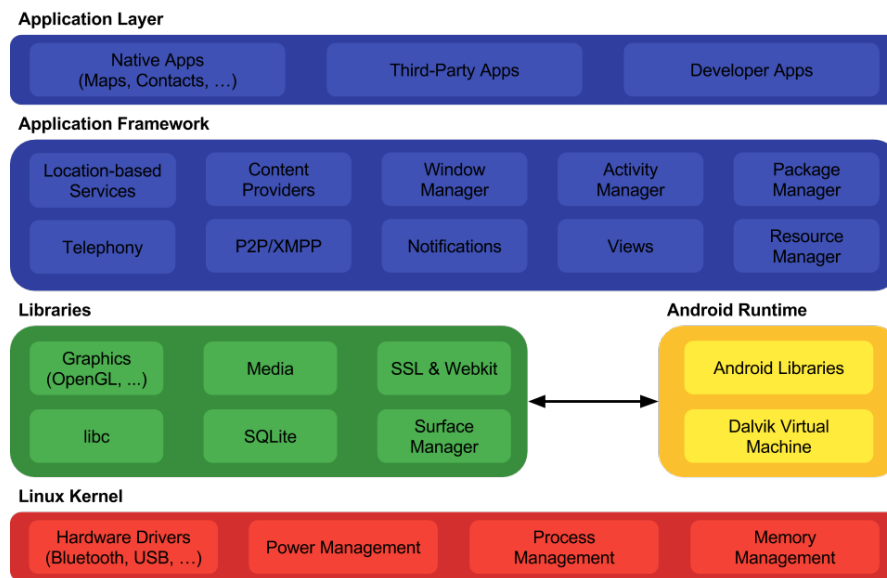 Application Layer
Native Apps
(Maps, Contacts, …)
Third-Party Apps
Developer Apps
Application Framework
Location-based
Services
Content
Providers
Window
Manager
Activity
Manager
Package
Manager
Telephony
P2P/XMPP
Notifications
Views
Resource
Manager
Libraries
Graphics
(OpenGL, ...)
Media
SSL & Webkit
libc
SQLite
Surface
Manager
Android Runtime
Android Libraries
Dalvik Virtual
Machine
Linux Kernel
Hardware Drivers
(Bluetooth, USB, …)
Power Management
Process
Management
Memory
Management